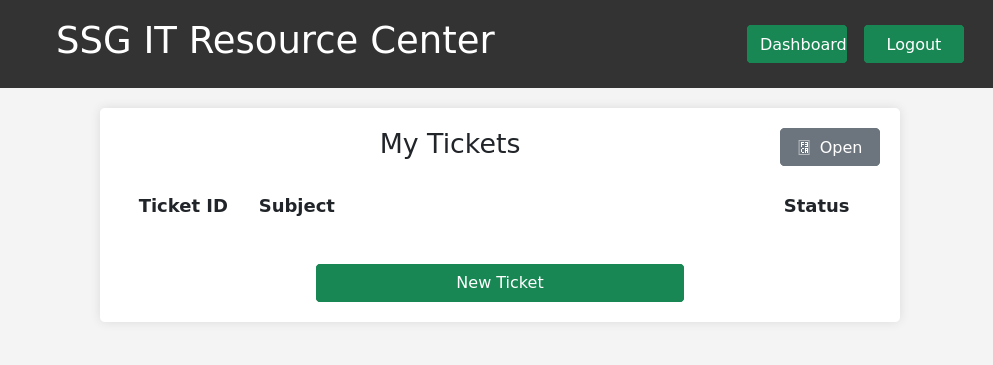 SSG IT Resource Center
Dashboard
Logout
My Tickets
Open
Ticket ID Subject Status
New Ticket